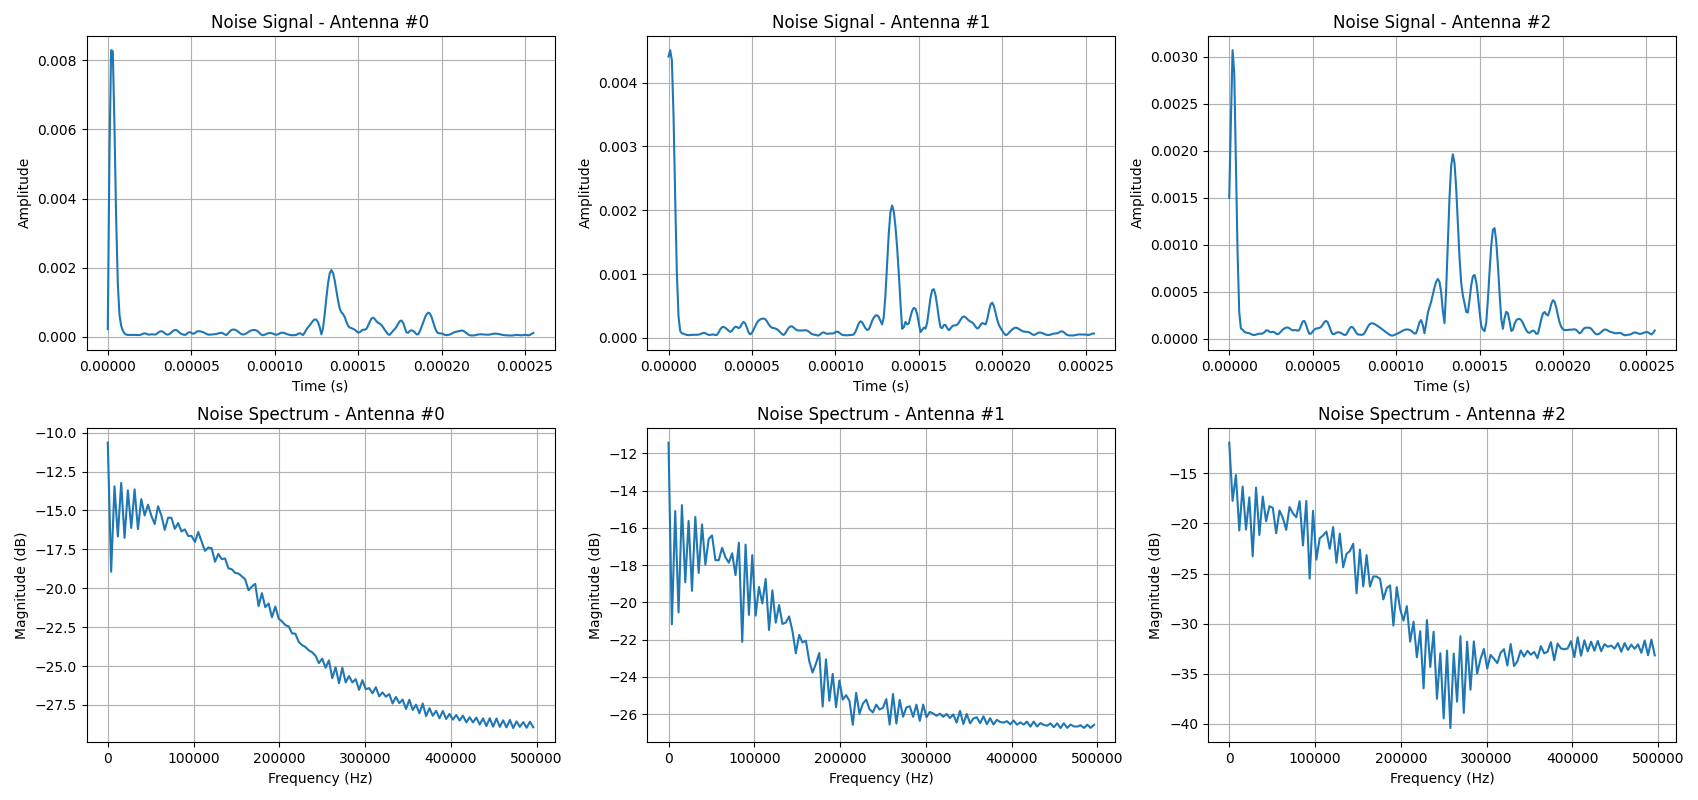 Noise Signal - Antenna #0
Noise Signal - Antenna #1
Noise Signal - Antenna #2
Amplitude
0.008
0.006
0.004
0.002
0.000
0.00000 0.00005 0.00010 0.00015 0.00020 0.00025
Time (s)
Amplitude
0.004
0.003
0.002
0.001
0.000
0.00000 0.00005 0.00010 0.00015 0.00020 0.00025
Time (s)
Amplitude
0.0030
0.0025
0.0020
0.0015
0.0010
0.0005
0.0000
0.00000 0.00005 0.00010 0.00015 0.00020 0.00025
Time (s)
Noise Spectrum - Antenna #0
Noise Spectrum - Antenna #1
Noise Spectrum - Antenna #2
Magnitude (dB)
−10.0
−12.5
−15.0
−17.5
−20.0
−22.5
−25.0
−27.5
0 100000 200000 300000 400000 500000
Frequency (Hz)
Magnitude (dB)
−12
−14
−16
−18
−20
−22
−24
−26
0 100000 200000 300000 400000 500000
Frequency (Hz)
Magnitude (dB)
−15
−20
−25
−30
−35
−40
0 100000 200000 300000 400000 500000
Frequency (Hz)